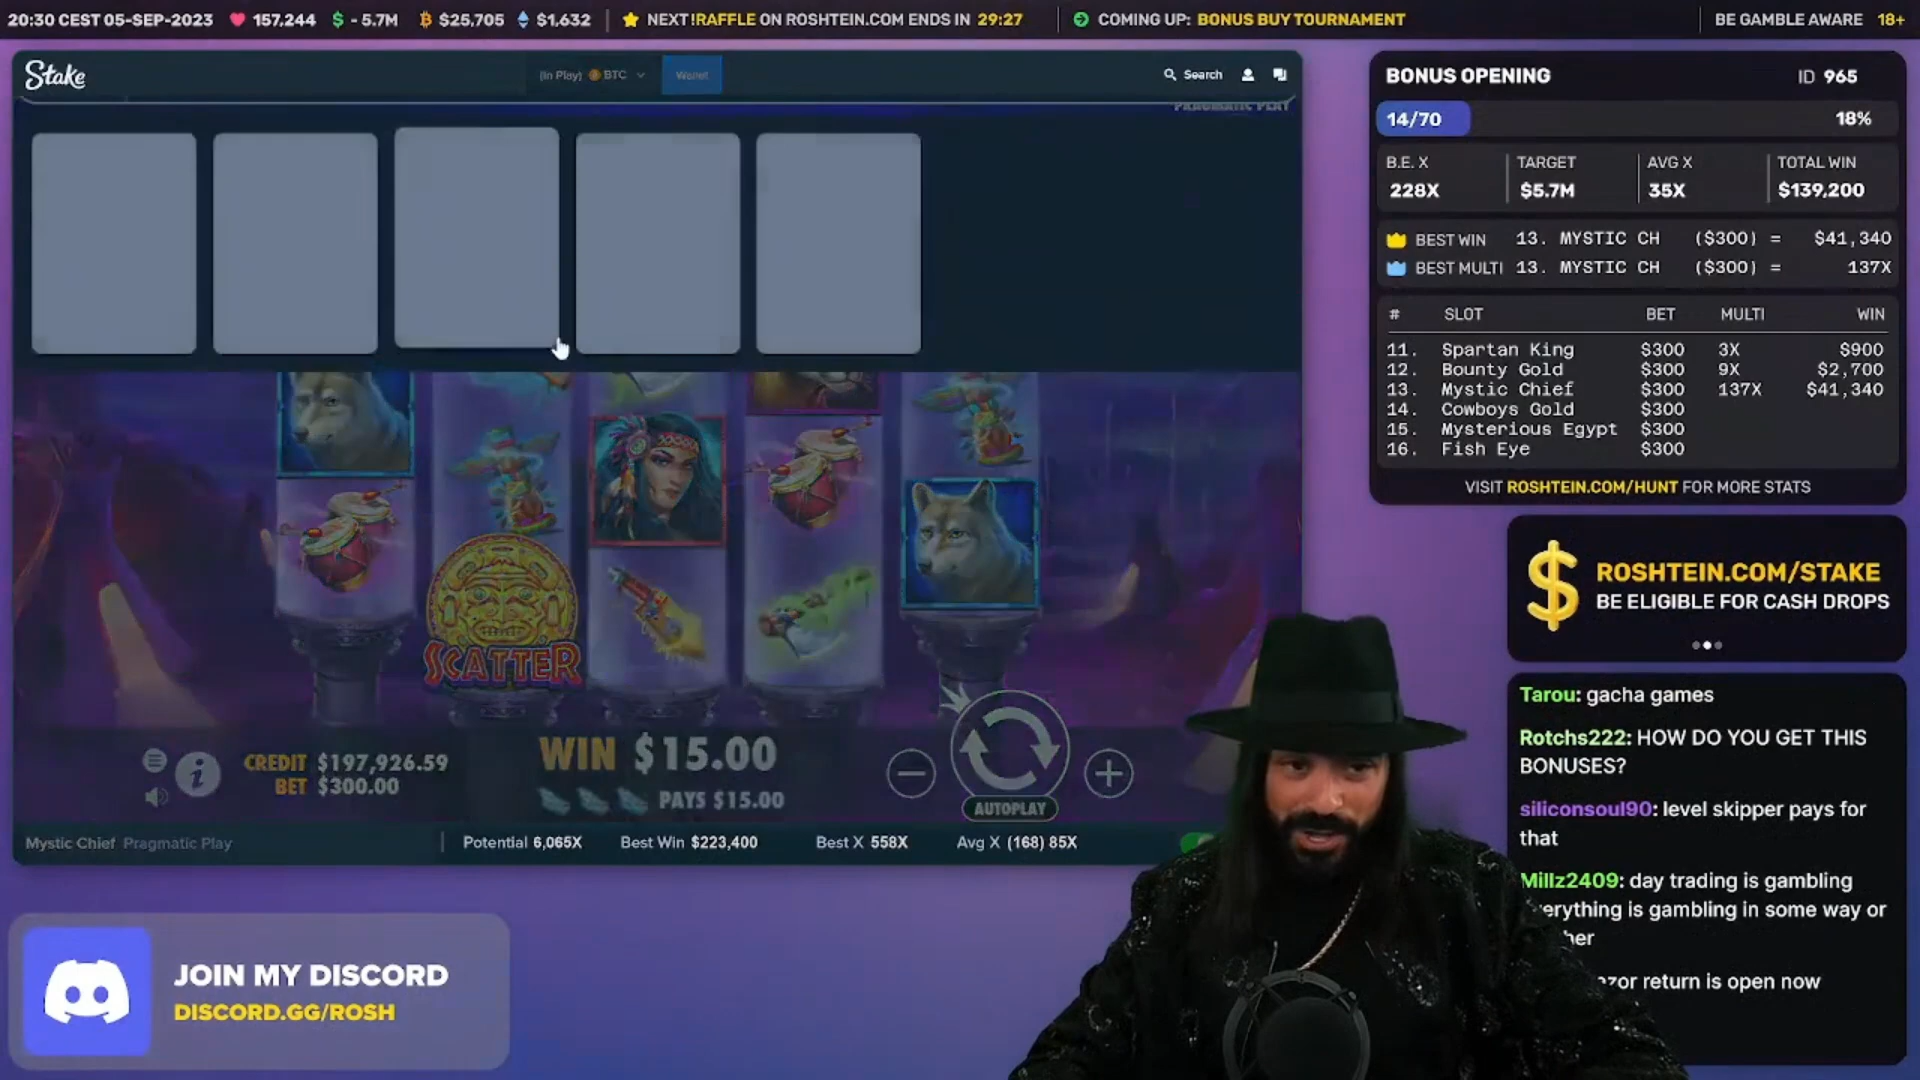 20:30 CEST 05-SEP-2023 157,244 $ - 5.7M $25,705 $1,632 NEXT !RAFFLE ON ROSHTEIN.COM ENDS IN 29:27 COMING UP: BONUS BUY TOURNAMENT BE GAMBLE AWARE 18+
Stake (In Play) BTC Wallet Search
PRAGMATIC PLAY
SCATTER
CREDIT $197,926.59
BET $300.00
WIN $15.00
PAYS $15.00
AUTOPLAY
Mystic Chief Pragmatic Play Potential 6,065X Best Win $223,400 Best X 558X Avg X (168) 85X
JOIN MY DISCORD
DISCORD.GG/ROSH
BONUS OPENING ID 965
14/70 18%
B.E. X TARGET AVG X TOTAL WIN
228X $5.7M 35X $139,200
BEST WIN 13. MYSTIC CH ($300) = $41,340
BEST MULTI 13. MYSTIC CH ($300) = 137X
# SLOT BET MULTI WIN
11. Spartan King $300 3X $900
12. Bounty Gold $300 9X $2,700
13. Mystic Chief $300 137X $41,340
14. Cowboys Gold $300
15. Mysterious Egypt $300
16. Fish Eye $300
VISIT ROSHTEIN.COM/HUNT FOR MORE STATS
$ ROSHTEIN.COM/STAKE
BE ELIGIBLE FOR CASH DROPS
Tarou: gacha games
Rotchs222: HOW DO YOU GET THIS
BONUSES?
siliconsoul90: level skipper pays for
that
Millz2409: day trading is gambling
everything is gambling in some way or
return is open now